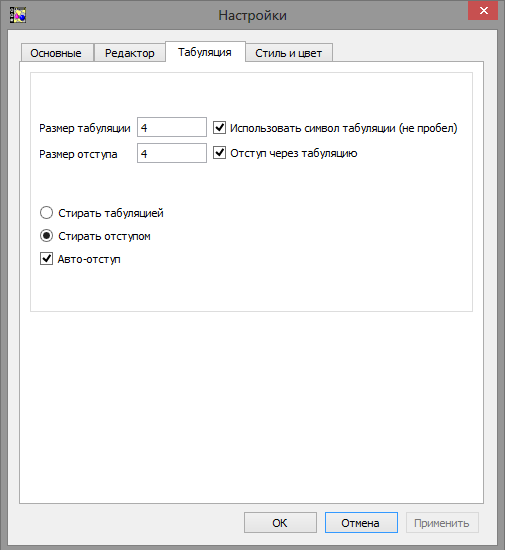 Настройки
Основные Редактор Табуляция Стиль и цвет
Размер табуляции 4 Использовать символ табуляции (не пробел)
Размер отступа 4 Отступ через табуляцию
Стирать табуляцией
Стирать отступом
Авто-отступ
OK Отмена Применить